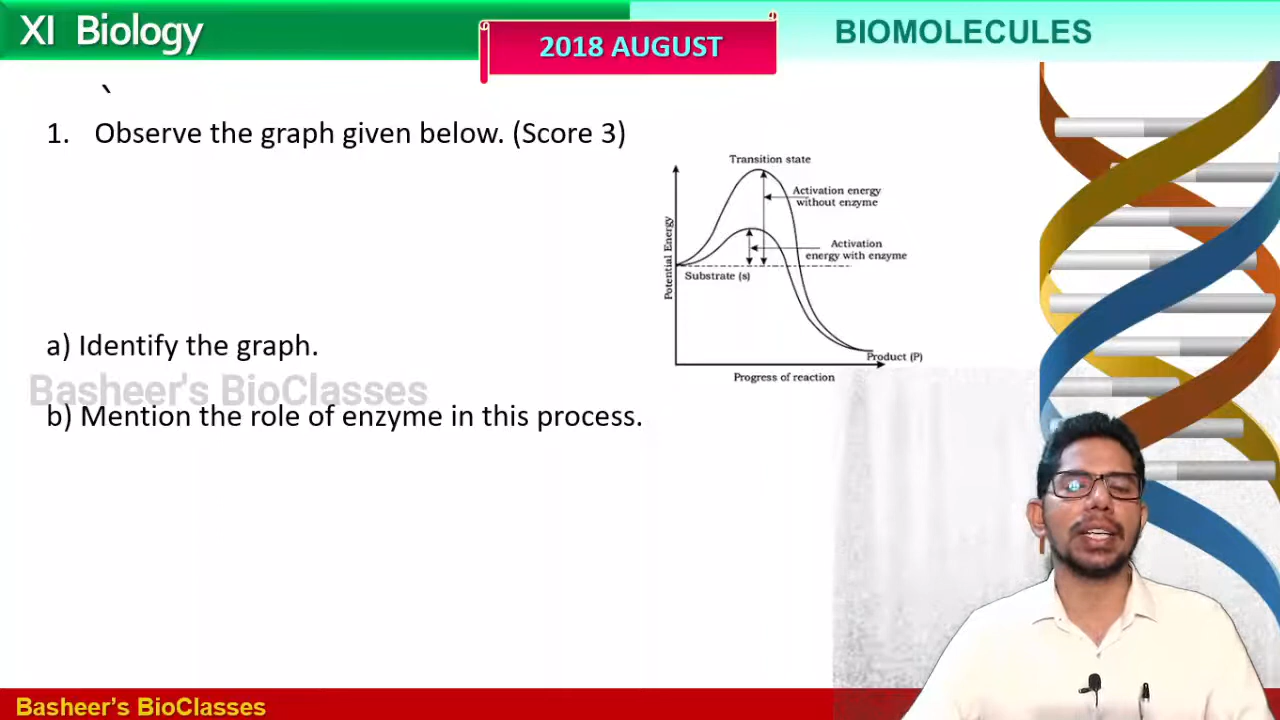 XI Biology
2018 AUGUST
BIOMOLECULES
1. Observe the graph given below. (Score 3)
Transition state
Activation energy
without enzyme
Activation
energy with enzyme
Potential Energy
Substrate (s)
Product (P)
Progress of reaction
a) Identify the graph.
Basheer's BioClasses
b) Mention the role of enzyme in this process.
Basheer's BioClasses